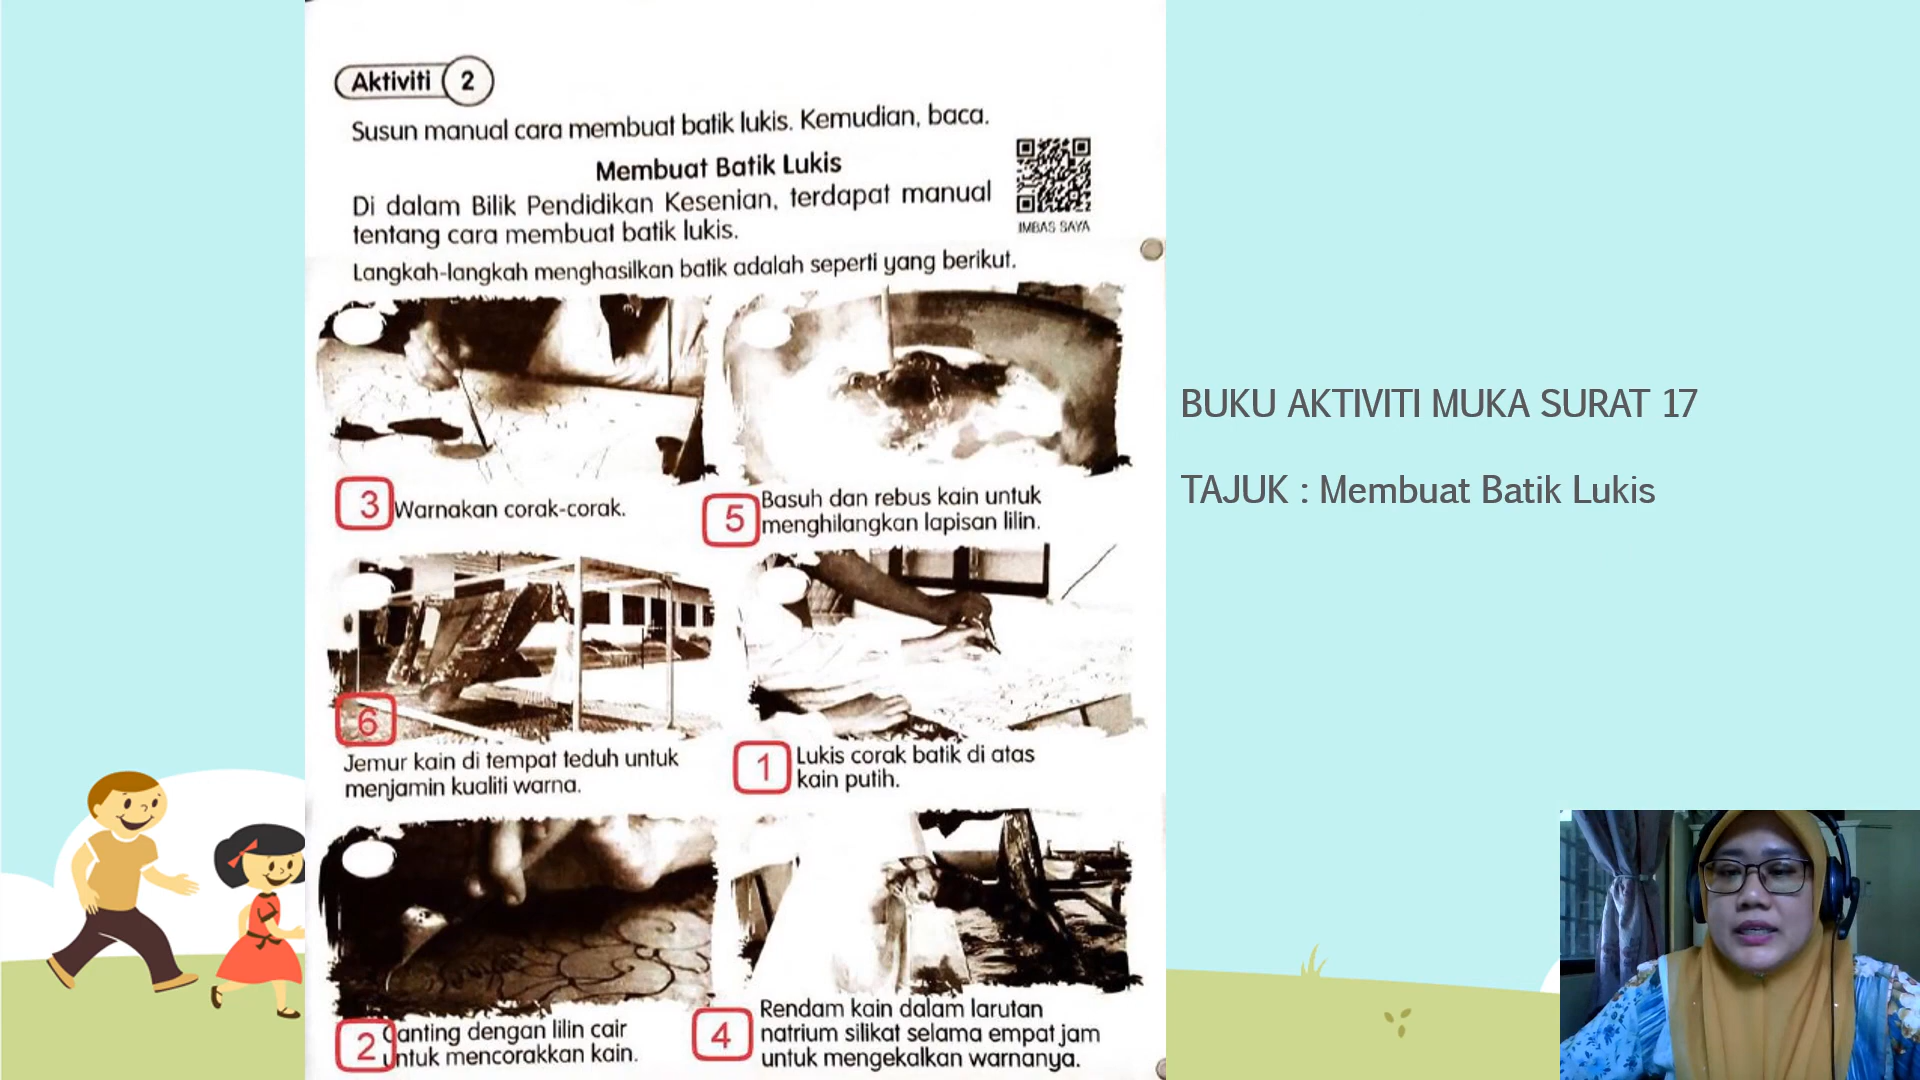 Aktiviti 2
Susun manual cara membuat batik lukis. Kemudian, baca.
Membuat Batik Lukis
Di dalam Bilik Pendidikan Kesenian, terdapat manual
tentang cara membuat batik lukis.
IMBAS SAYA
Langkah-langkah menghasilkan batik adalah seperti yang berikut.
3 Warnakan corak-corak.
5 Basuh dan rebus kain untuk
menghilangkan lapisan lilin.
6
Jemur kain di tempat teduh untuk
menjamin kualiti warna.
1 Lukis corak batik di atas
kain putih.
2 Canting dengan lilin cair
untuk mencorakkan kain.
4 Rendam kain dalam larutan
natrium silikat selama empat jam
untuk mengekalkan warnanya.
BUKU AKTIVITI MUKA SURAT 17
TAJUK : Membuat Batik Lukis